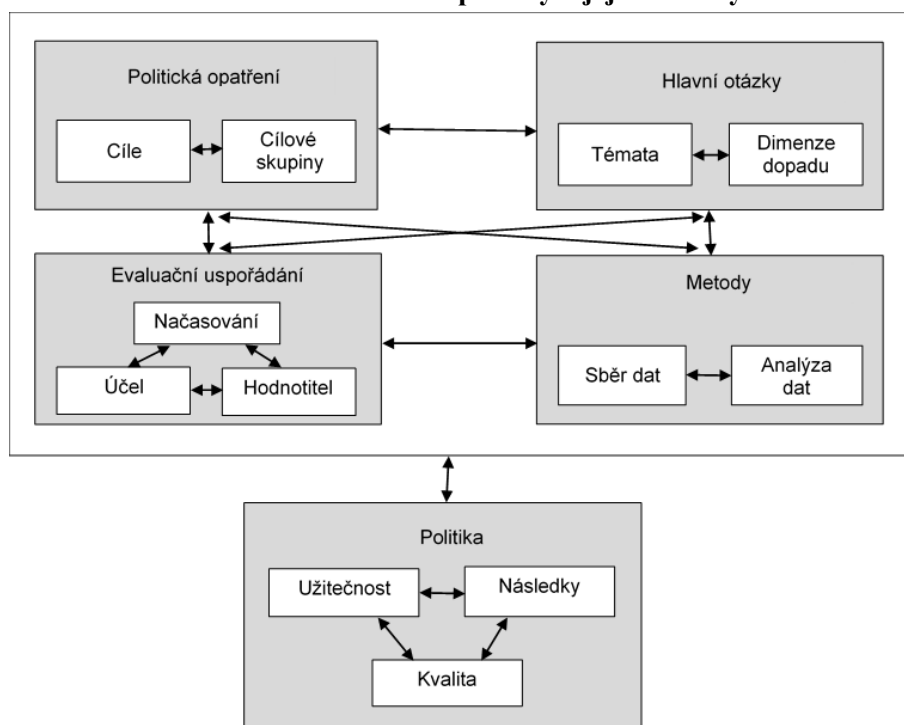 Politická opatření
Cíle
Cílové
skupiny
Hlavní otázky
Témata
Dimenze
dopadu
Evaluační uspořádání
Načasování
Účel
Hodnotitel
Metody
Sběr dat
Analýza
dat
Politika
Užitečnost
Následky
Kvalita